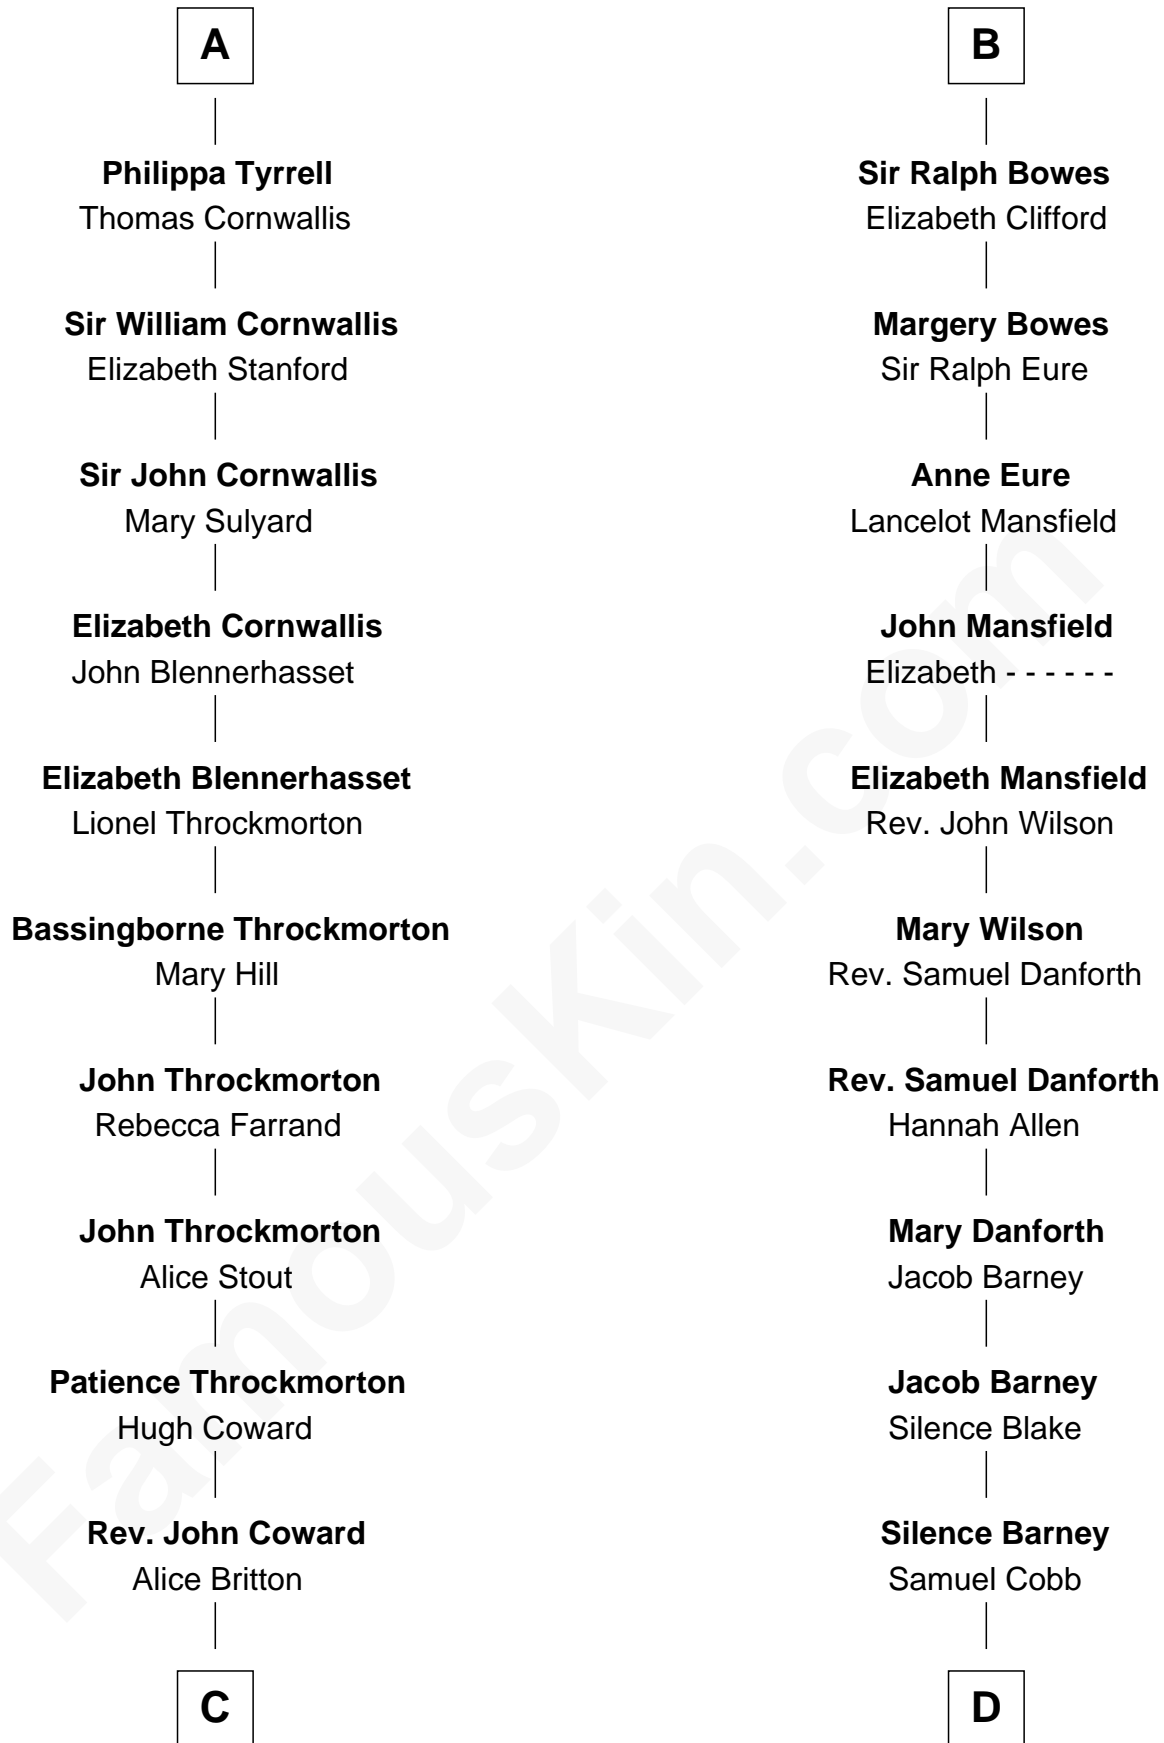 A
Philippa Tyrrell
Thomas Cornwallis
Sir William Cornwallis
Elizabeth Stanford
Sir John Cornwallis
Mary Sulyard
Elizabeth Cornwallis
John Blennerhasset
Elizabeth Blennerhasset
Lionel Throckmorton
Bassingborne Throckmorton
Mary Hill
John Throckmorton
Rebecca Farrand
John Throckmorton
Alice Stout
Patience Throckmorton
Hugh Coward
Rev. John Coward
Alice Britton
C
B
Sir Ralph Bowes
Elizabeth Clifford
Margery Bowes
Sir Ralph Eure
Anne Eure
Lancelot Mansfield
John Mansfield
Elizabeth - - - - - -
Elizabeth Mansfield
Rev. John Wilson
Mary Wilson
Rev. Samuel Danforth
Rev. Samuel Danforth
Hannah Allen
Mary Danforth
Jacob Barney
Jacob Barney
Silence Blake
Silence Barney
Samuel Cobb
D
FamousKin.com